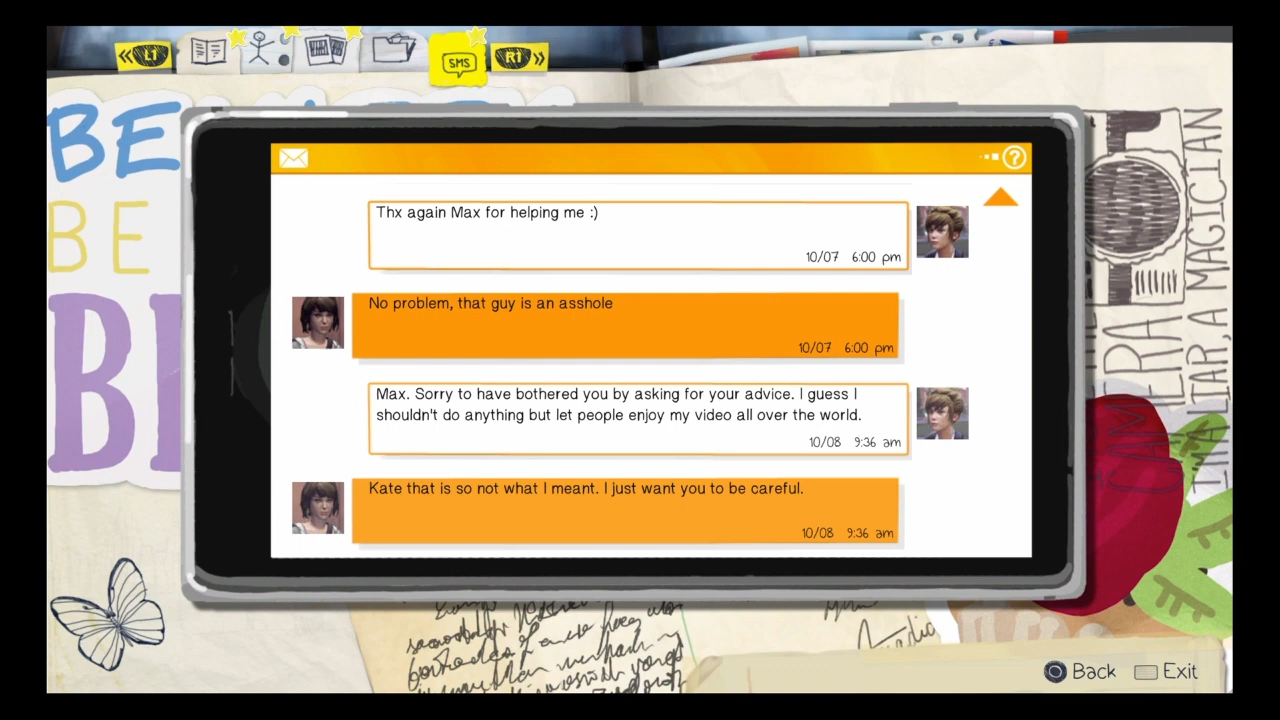 L1
SMS
R1
BE
BE
?
Thx again Max for helping me :)
10/07 6:00 pm
No problem, that guy is an asshole
10/07 6:00 pm
Max. Sorry to have bothered you by asking for your advice. I guess I
shouldn't do anything but let people enjoy my video all over the world.
10/08 9:36 am
Kate that is so not what I meant. I just want you to be careful.
10/08 9:36 am
CAMERA
A MAGICIAN
Back
Exit